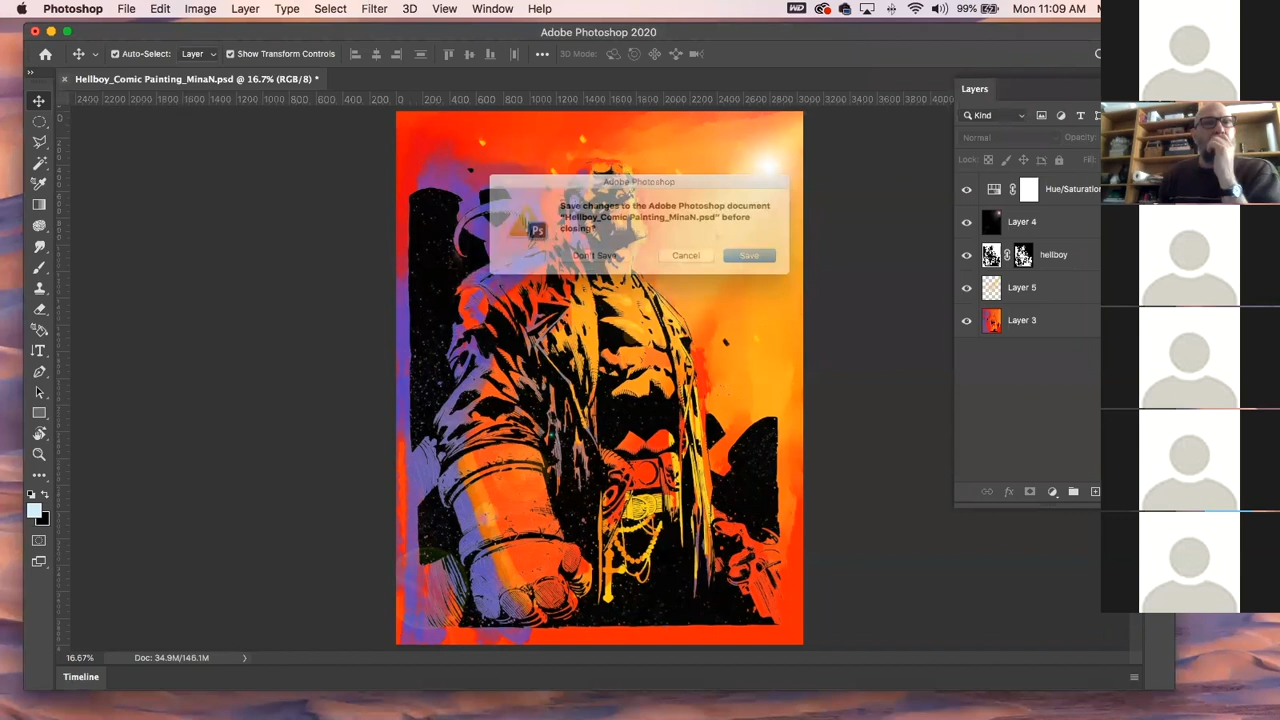 Photoshop File Edit Image Layer Type Select Filter 3D View Window Help
99% Mon 11:09 AM
Adobe Photoshop 2020
Auto-Select: Layer Show Transform Controls 3D Mode:
Hellboy_Comic Painting_MinaN.psd @ 16.7% (RGB/8) *
2400 2200 2000 1800 1600 1400 1200 1000 800 600 400 200 0 200 400 600 800 1000 1200 1400 1600 1800 2000 2200 2400 2600 2800 3000 3200 3400 3600 3800 4000
Layers
Kind
Normal Opacity:
Lock: Fill:
Adobe Photoshop
Save changes to the Adobe Photoshop document
“Hellboy_Comic Painting_MinaN.psd” before
closing?
Don't Save Cancel Save
Ps
Hue/Saturation
Layer 4
hellboy
Layer 5
Layer 3
16.67% Doc: 34.9M/146.1M
Timeline